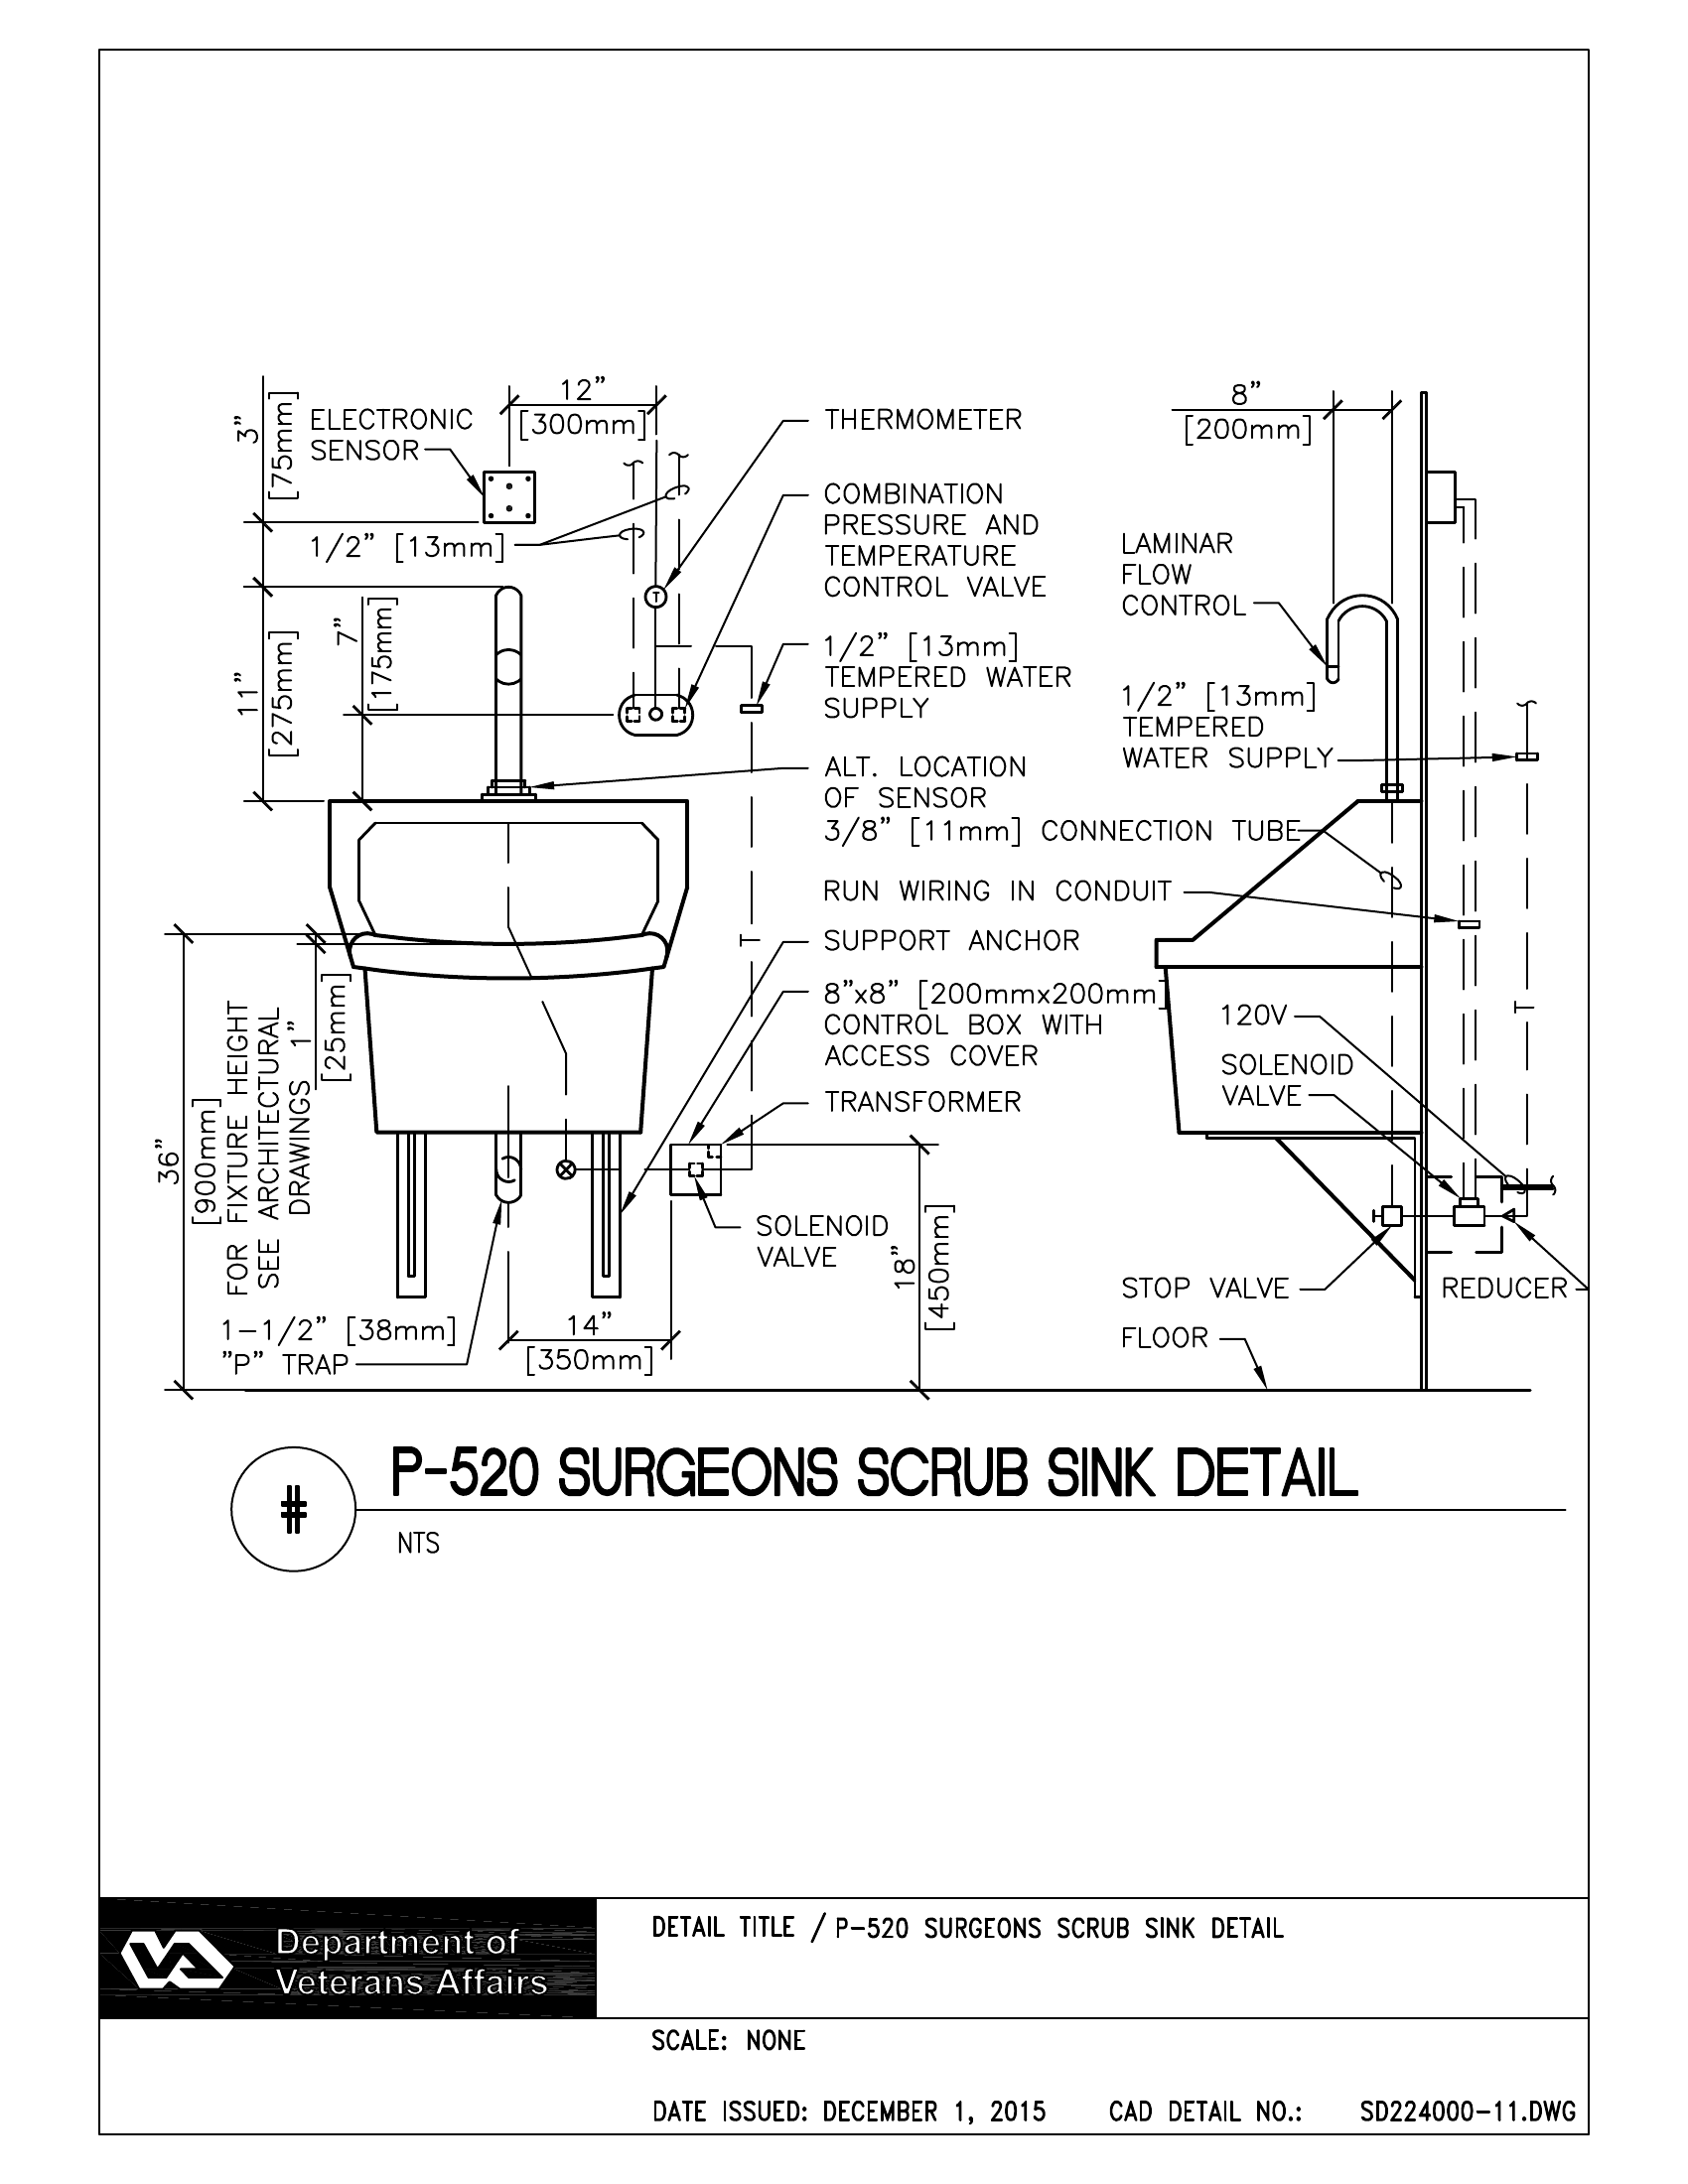 12”
[300mm]
3”
[75mm]
ELECTRONIC
SENSOR
1/2” [13mm]
THERMOMETER
COMBINATION
PRESSURE AND
TEMPERATURE
CONTROL VALVE
T
7”
[175mm]
11”
[275mm]
1/2” [13mm]
TEMPERED WATER
SUPPLY
ALT. LOCATION
OF SENSOR
3/8” [11mm] CONNECTION TUBE
RUN WIRING IN CONDUIT
T
SUPPORT ANCHOR
8”x8” [200mmx200mm]
CONTROL BOX WITH
ACCESS COVER
TRANSFORMER
SOLENOID
VALVE
36”
[900mm]
FOR FIXTURE HEIGHT
SEE ARCHITECTURAL
DRAWINGS
1”
[25mm]
18”
[450mm]
1-1/2” [38mm]
”P” TRAP
14”
[350mm]
8”
[200mm]
LAMINAR
FLOW
CONTROL
1/2” [13mm]
TEMPERED
WATER SUPPLY
T
120V
SOLENOID
VALVE
STOP VALVE
REDUCER
FLOOR
#
P-520 SURGEONS SCRUB SINK DETAIL
NTS
VA
Department of
Veterans Affairs
DETAIL TITLE / P-520 SURGEONS SCRUB SINK DETAIL
SCALE: NONE
DATE ISSUED: DECEMBER 1, 2015 CAD DETAIL NO.: SD224000-11.DWG